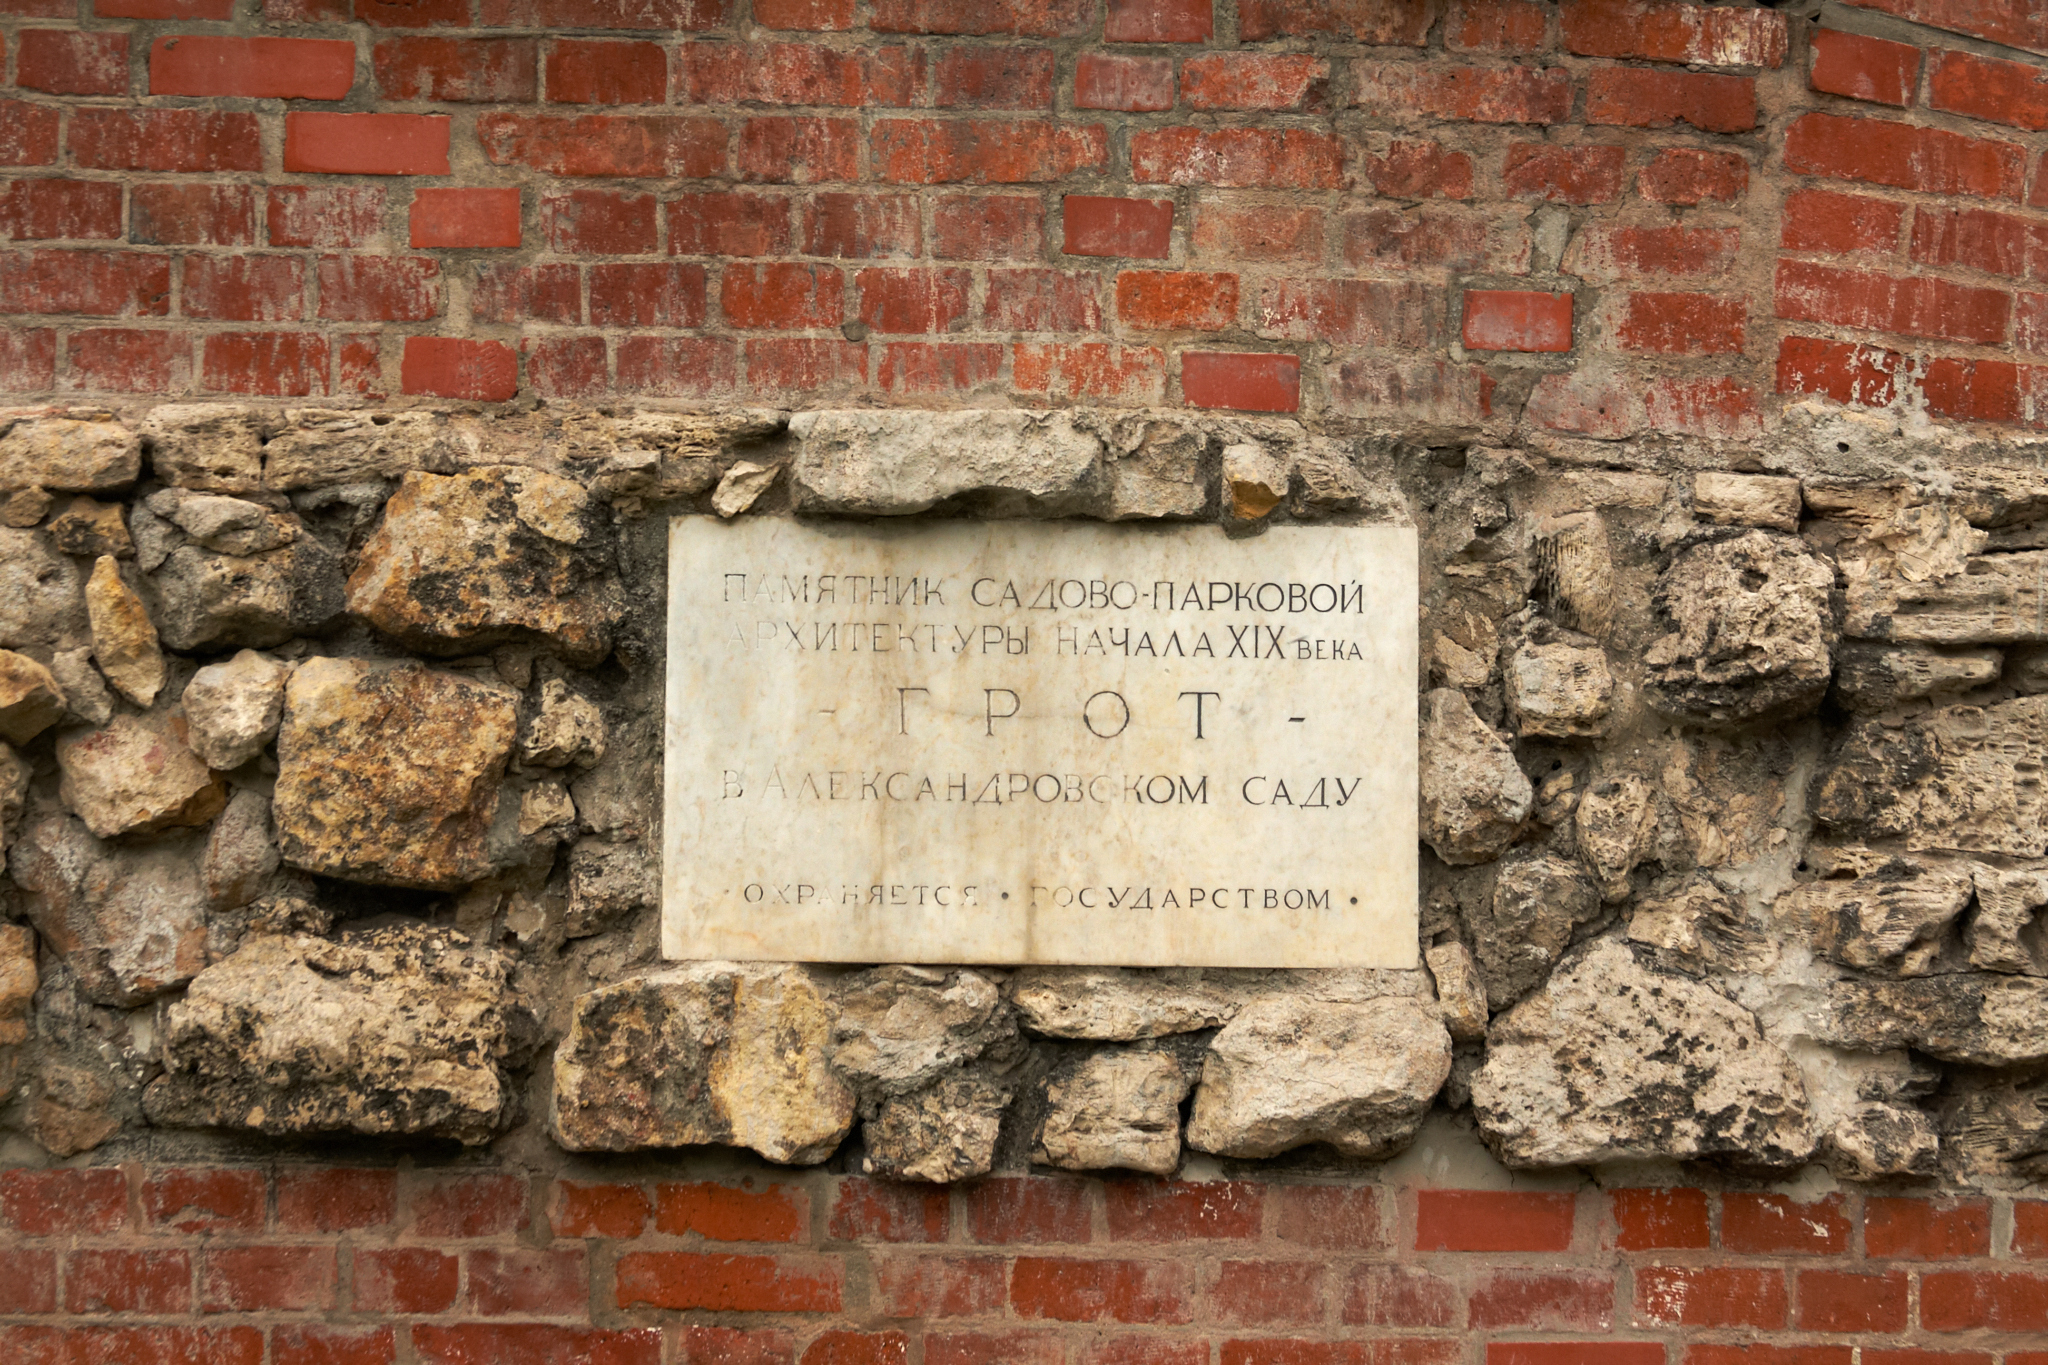 ПАМЯТНИК САДОВО-ПАРКОВОЙ
АРХИТЕКТУРЫ НАЧАЛА XIX ВЕКА
- ГРОТ -
В АЛЕКСАНДРОВСКОМ САДУ
· ОХРАНЯЕТСЯ · ГОСУДАРСТВОМ ·